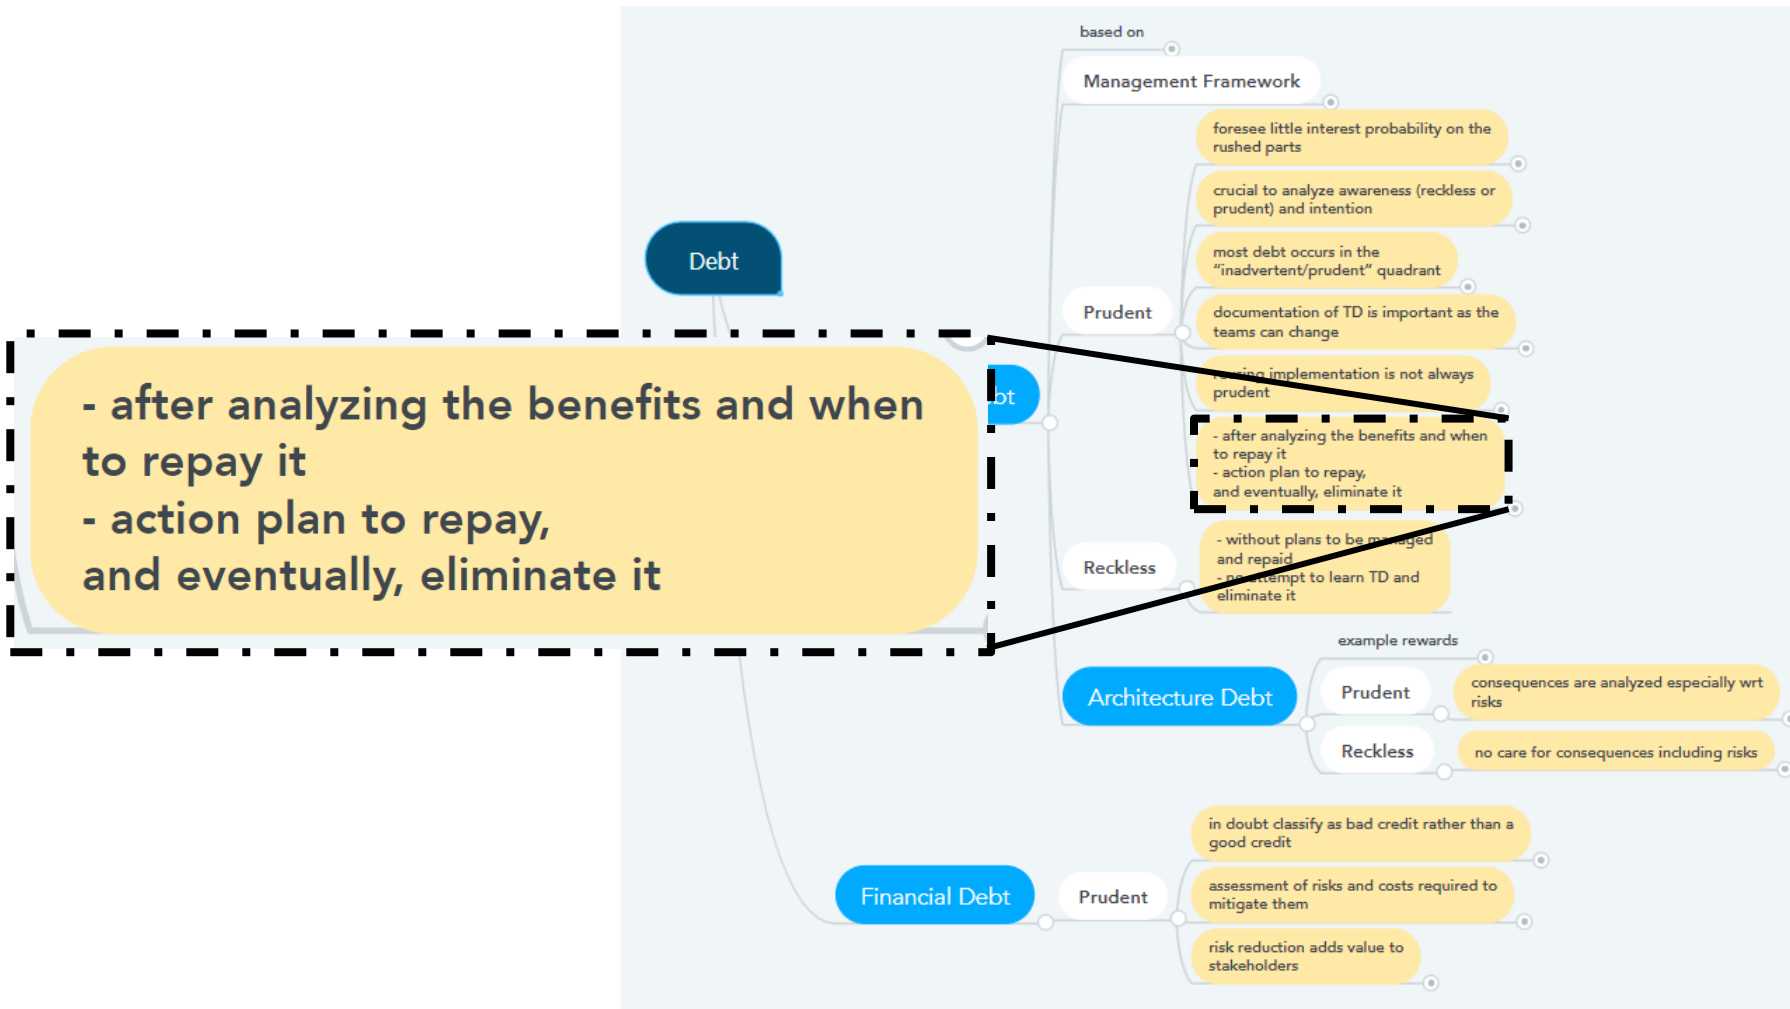 based on
Management Framework
foresee little interest probability on the
rushed parts
crucial to analyze awareness (reckless or
prudent) and intention
most debt occurs in the
“inadvertent/prudent” quadrant
Debt
Prudent
documentation of TD is important as the
teams can change
implementation is not always
prudent
- after analyzing the benefits and when
to repay it
- action plan to repay,
and eventually, eliminate it
- after analyzing the benefits and when
to repay it
- action plan to repay,
and eventually, eliminate it
Reckless
- without plans to be managed
and repaid
- no attempt to learn TD and
eliminate it
example rewards
Architecture Debt
Prudent
consequences are analyzed especially wrt
risks
Reckless
no care for consequences including risks
in doubt classify as bad credit rather than a
good credit
Financial Debt
Prudent
assessment of risks and costs required to
mitigate them
risk reduction adds value to
stakeholders